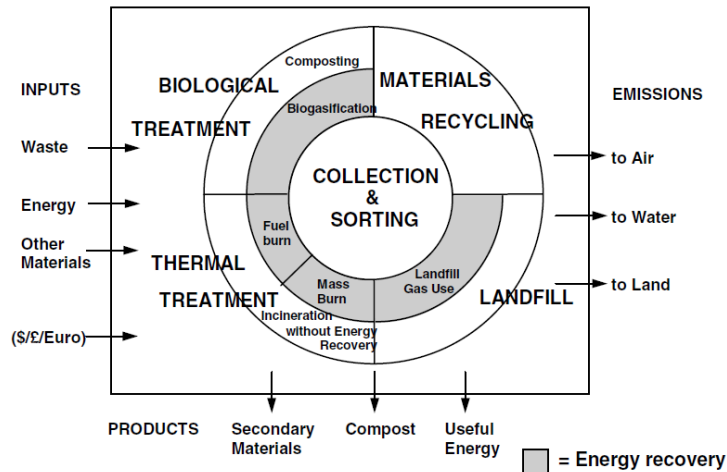 INPUTS
Waste
Energy
Other
Materials
($/£/Euro)
BIOLOGICAL
TREATMENT
Composting
Biogasification
MATERIALS
RECYCLING
COLLECTION
&
SORTING
Fuel
burn
THERMAL
TREATMENT
Mass
Burn
Incineration
without Energy
Recovery
Landfill
Gas Use
LANDFILL
EMISSIONS
to Air
to Water
to Land
PRODUCTS
Secondary
Materials
Compost
Useful
Energy
= Energy recovery